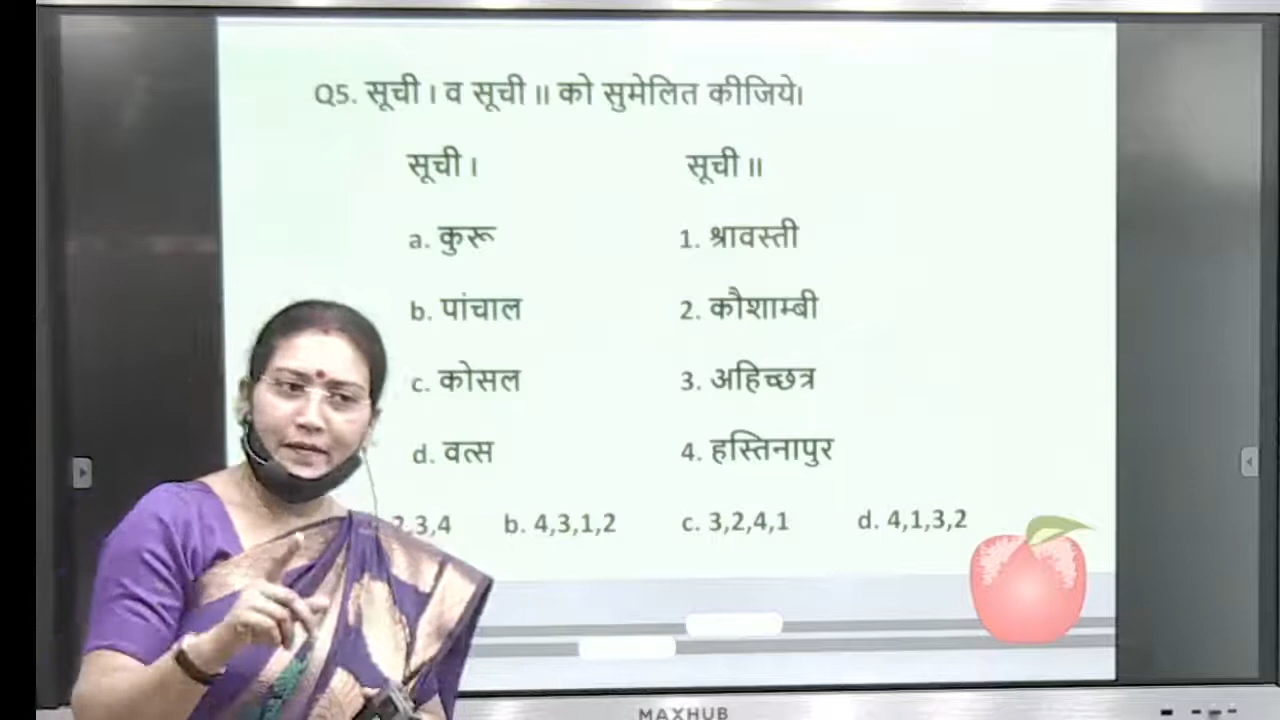 Q5. सूची । व सूची ॥ को सुमेलित कीजिये।
सूची । सूची ॥
a. कुरू 1. श्रावस्ती
b. पांचाल 2. कौशाम्बी
c. कोसल 3. अहिच्छत्र
d. वत्स 4. हस्तिनापुर
2,3,4 b. 4,3,1,2 c. 3,2,4,1 d. 4,1,3,2
MAXHUB